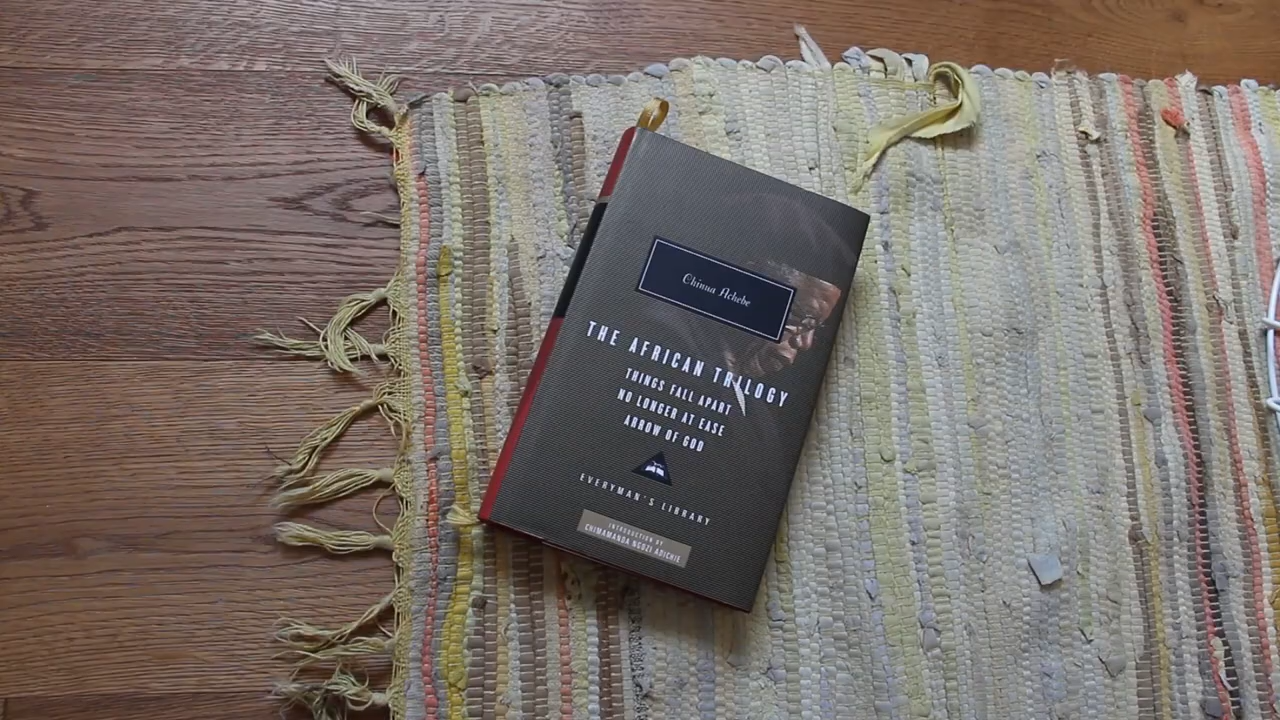 Chinua Achebe
THE AFRICAN TRILOGY
THINGS FALL APART
NO LONGER AT EASE
ARROW OF GOD
EVERYMAN'S LIBRARY
INTRODUCTION BY
CHIMAMANDA NGOZI ADICHIE